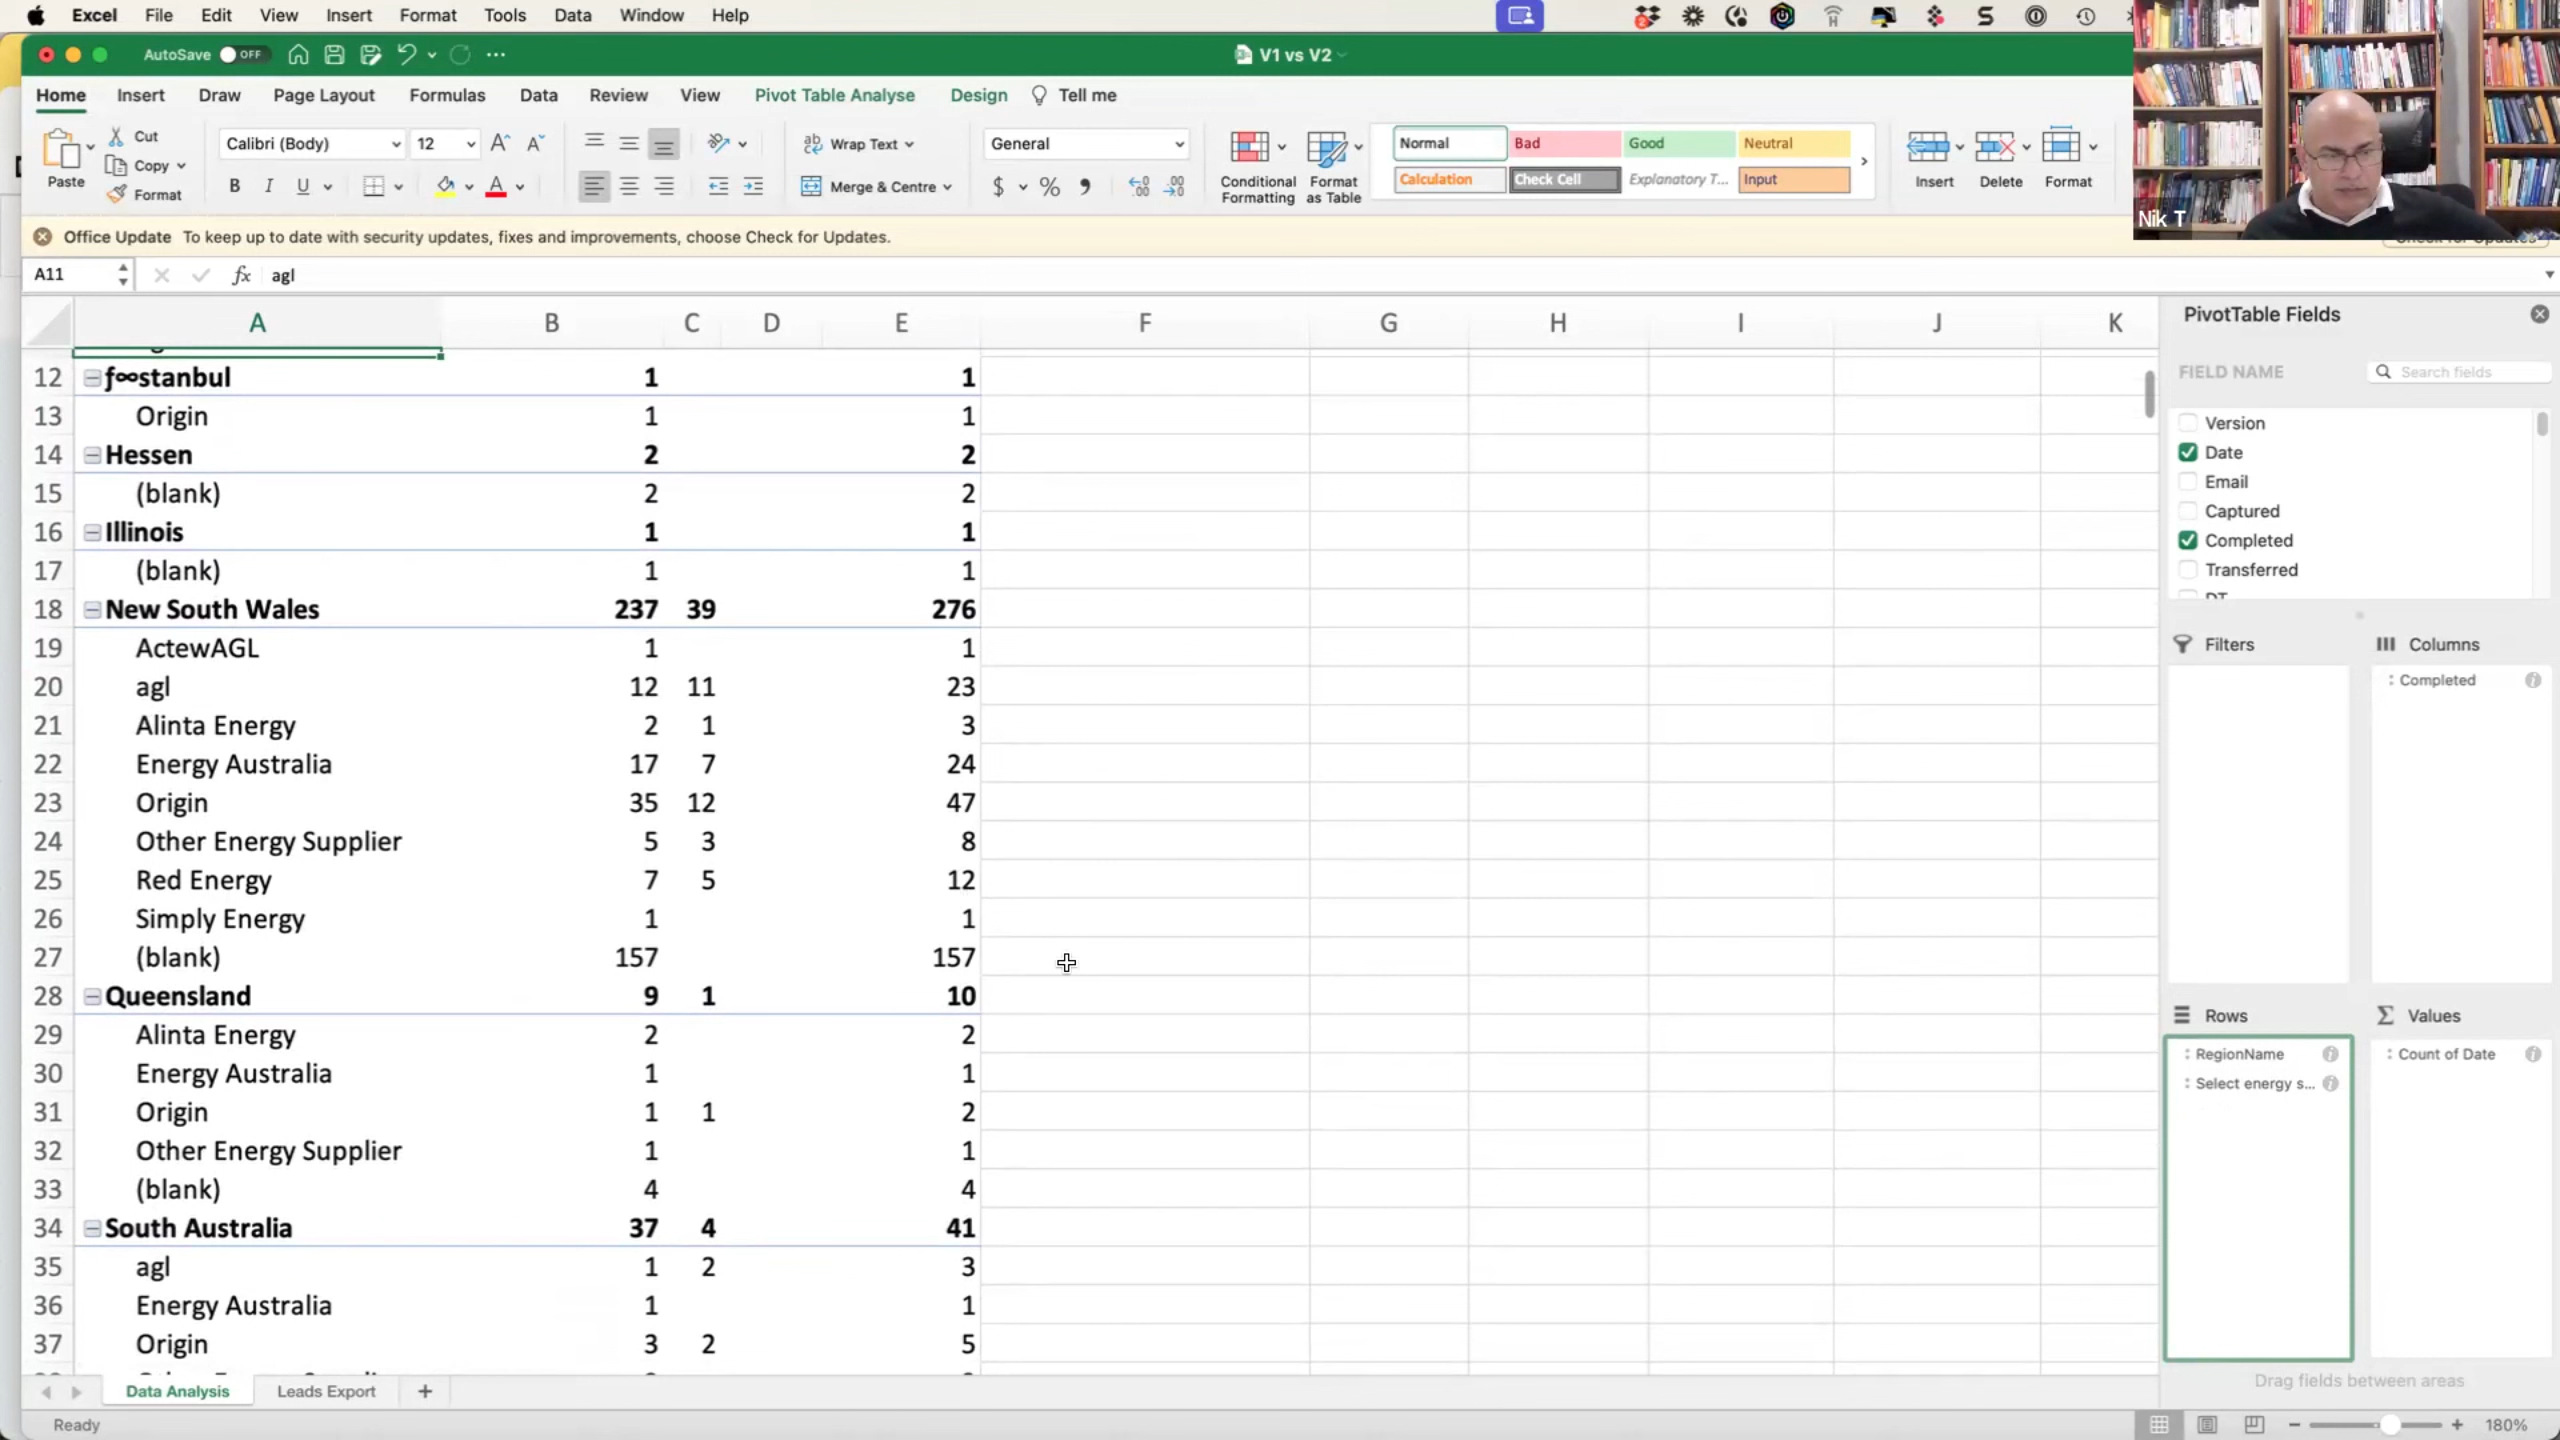 Excel File Edit View Insert Format Tools Data Window Help
AutoSave OFF V1 vs V2
Home Insert Draw Page Layout Formulas Data Review View Pivot Table Analyse Design Tell me
Paste Cut Copy Format
Calibri (Body) 12
B I U
Wrap Text
Merge & Centre
General
Conditional Formatting
Format as Table
Normal Bad Good Neutral
Calculation Check Cell Explanatory T... Input
Insert Delete Format
Nik T
Office Update To keep up to date with security updates, fixes and improvements, choose Check for Updates.
A11 fx agl
A B C D E F G H I J K
12 ƒ∞stanbul 1 1
13 Origin 1 1
14 Hessen 2 2
15 (blank) 2 2
16 Illinois 1 1
17 (blank) 1 1
18 New South Wales 237 39 276
19 ActewAGL 1 1
20 agl 12 11 23
21 Alinta Energy 2 1 3
22 Energy Australia 17 7 24
23 Origin 35 12 47
24 Other Energy Supplier 5 3 8
25 Red Energy 7 5 12
26 Simply Energy 1 1
27 (blank) 157 157
28 Queensland 9 1 10
29 Alinta Energy 2 2
30 Energy Australia 1 1
31 Origin 1 1 2
32 Other Energy Supplier 1 1
33 (blank) 4 4
34 South Australia 37 4 41
35 agl 1 2 3
36 Energy Australia 1 1
37 Origin 3 2 5
PivotTable Fields
FIELD NAME Search fields
Version
Date
Email
Captured
Completed
Transferred
Filters
Columns
Completed
Rows
RegionName
Select energy s...
Values
Count of Date
Drag fields between areas
Data Analysis Leads Export +
Ready 180%